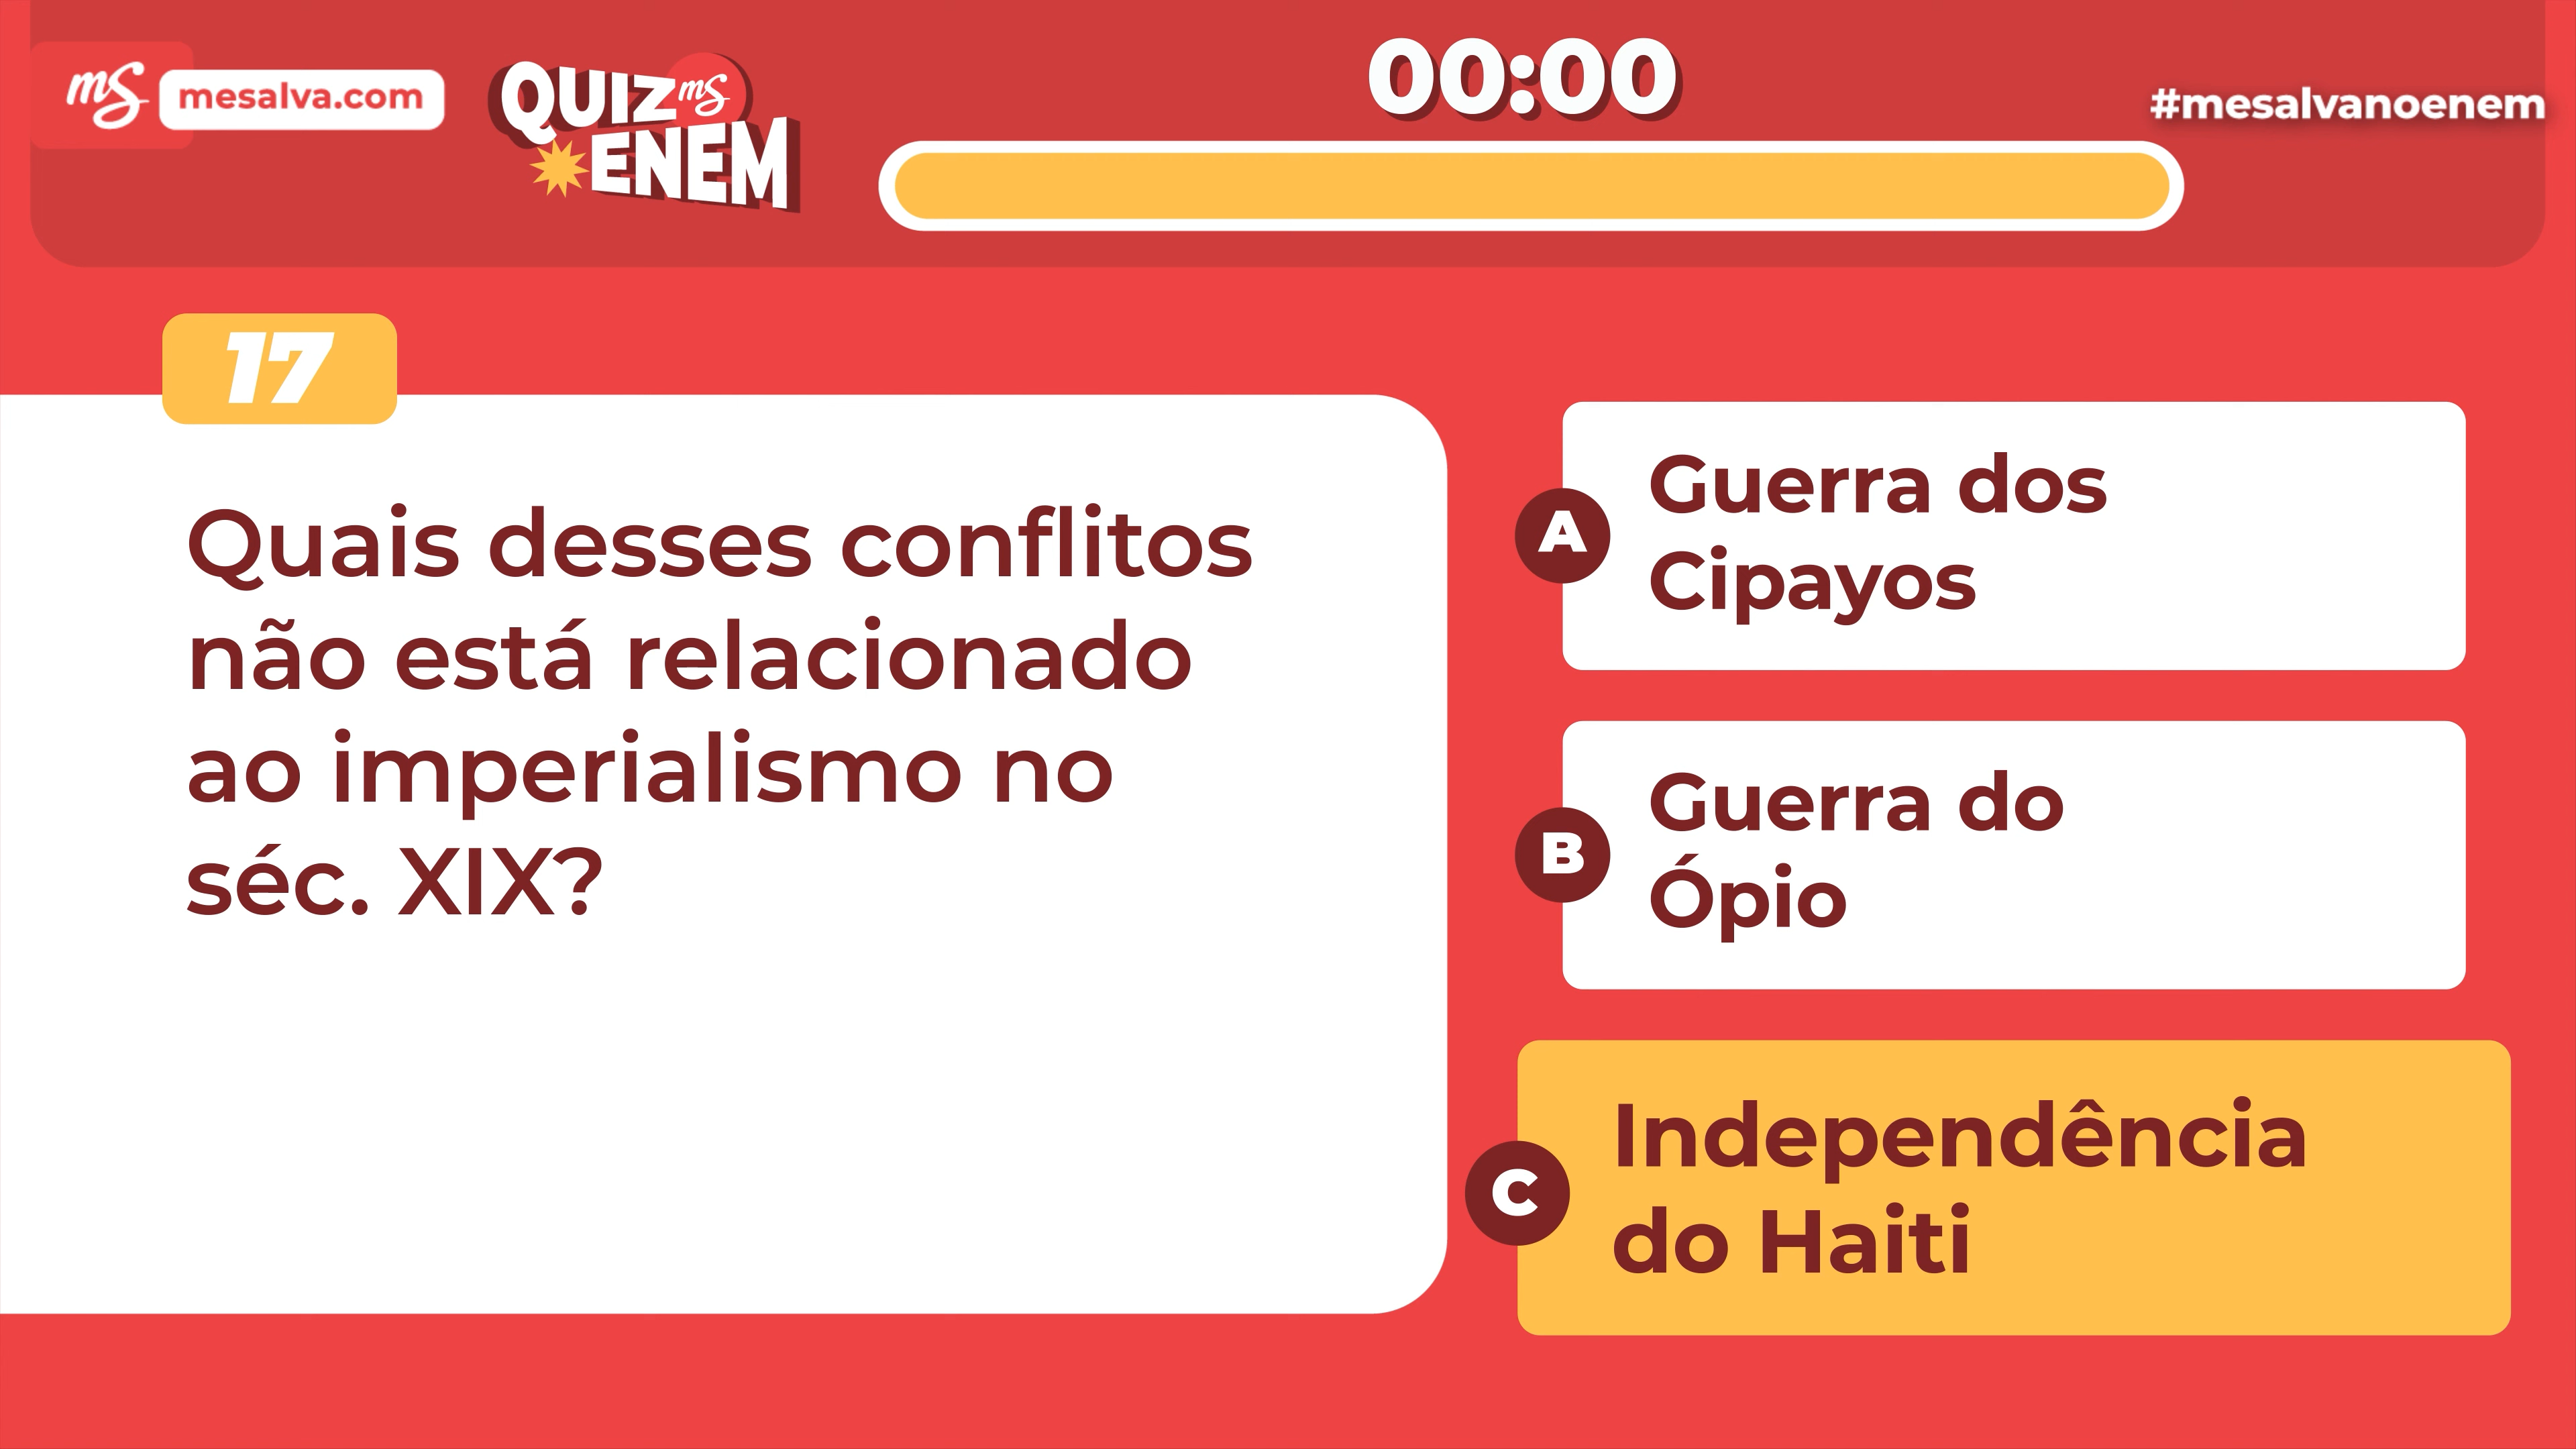 mS mesalva.com
QUIZ mS
ENEM
00:00
#mesalvanoenem
17
Quais desses conflitos
não está relacionado
ao imperialismo no
séc. XIX?
A
Guerra dos
Cipayos
B
Guerra do
Ópio
C
Independência
do Haiti